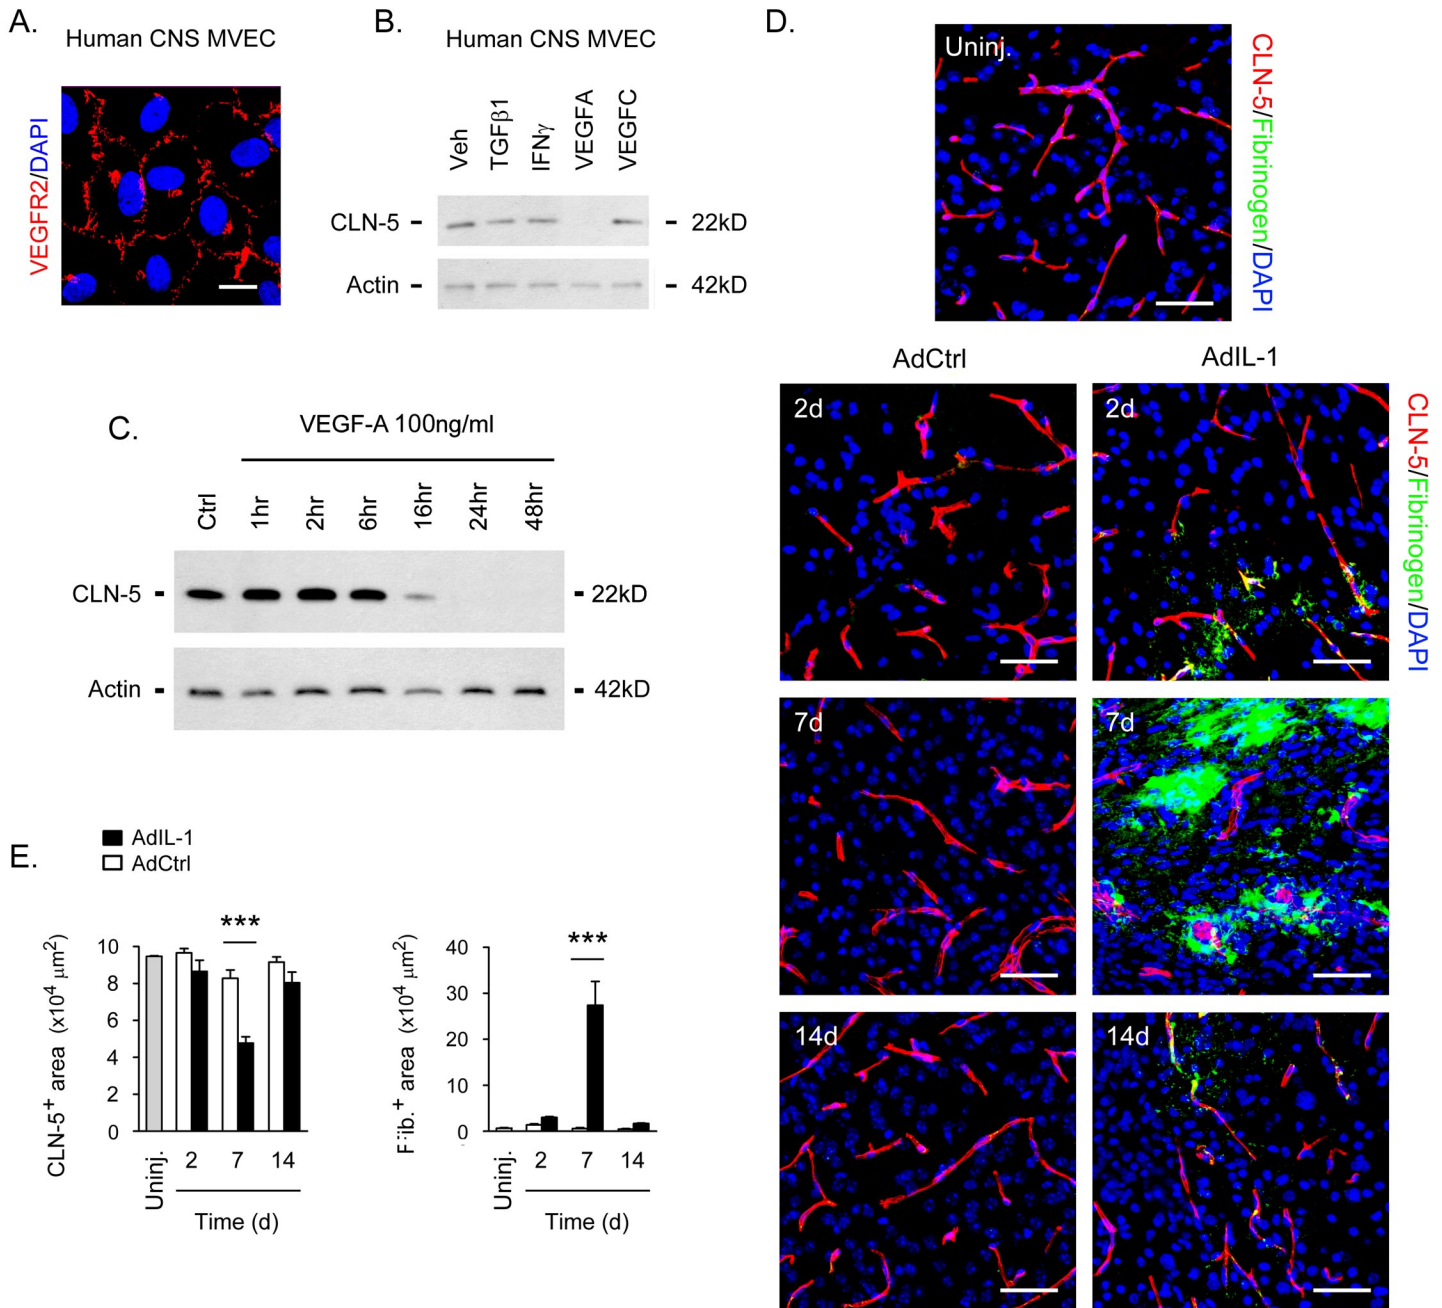 A.
Human CNS MVEC
VEGFR2/DAPI
B.
Human CNS MVEC
Veh
TGFβ1
IFNγ
VEGFA
VEGFC
CLN-5
22kD
Actin
42kD
C.
VEGF-A 100ng/ml
Ctrl
1hr
2hr
6hr
16hr
24hr
48hr
CLN-5
22kD
Actin
42kD
D.
Uninj.
CLN-5/Fibrinogen/DAPI
AdCtrl
AdIL-1
2d
2d
CLN-5/Fibrinogen/DAPI
7d
7d
14d
14d
E.
AdIL-1
AdCtrl
CLN-5⁺ area (x10⁴ μm²)
10
8
6
4
2
0
***
Uninj.
2
7
14
Time (d)
Fib.⁺ area (x10⁴ μm²)
40
30
20
10
0
***
Uninj.
2
7
14
Time (d)